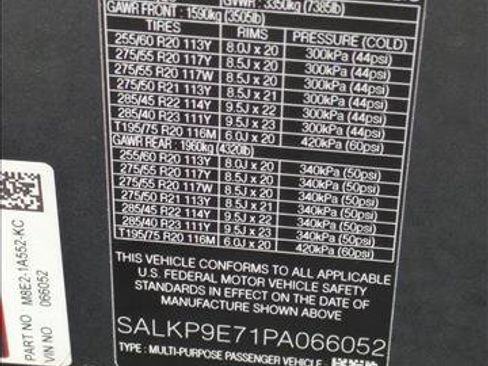 GVWR : 3350kg (7385lb)
GAWR FRONT : 1590kg (3505lb)
TIRES RIMS PRESSURE (COLD)
255/60 R20 113Y 8.0J x 20 300kPa (44psi)
275/55 R20 117Y 8.0J x 20 300kPa (44psi)
275/55 R20 117W 8.0J x 20 300kPa (44psi)
275/50 R21 113Y 8.5J x 21 300kPa (44psi)
285/45 R22 114Y 9.5J x 22 300kPa (44psi)
285/40 R23 111Y 9.5J x 23 300kPa (44psi)
T195/75 R20 116M 6.0J x 20 420kPa (60psi)
GAWR REAR : 1960kg (4320lb)
255/60 R20 113Y 8.0J x 20 340kPa (50psi)
275/55 R20 117Y 8.0J x 20 340kPa (50psi)
275/55 R20 117W 8.0J x 20 340kPa (50psi)
275/50 R21 113Y 8.5J x 21 340kPa (50psi)
285/45 R22 114Y 9.5J x 22 340kPa (50psi)
285/40 R23 111Y 9.5J x 23 340kPa (50psi)
T195/75 R20 116M 6.0J x 20 420kPa (60psi)
THIS VEHICLE CONFORMS TO ALL APPLICABLE
U.S. FEDERAL MOTOR VEHICLE SAFETY
STANDARDS IN EFFECT ON THE DATE OF
MANUFACTURE SHOWN ABOVE
SALKP9E71PA066052
TYPE : MULTI-PURPOSE PASSENGER VEHICLE
PART NO M8E2-1A552-KC
VIN NO 066052